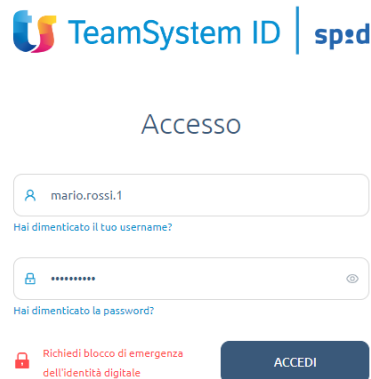 TeamSystem ID | sp:d
Accesso
mario.rossi.1
Hai dimenticato il tuo username?
••••••••••
Hai dimenticato la password?
Richiedi blocco di emergenza
dell'identità digitale
ACCEDI